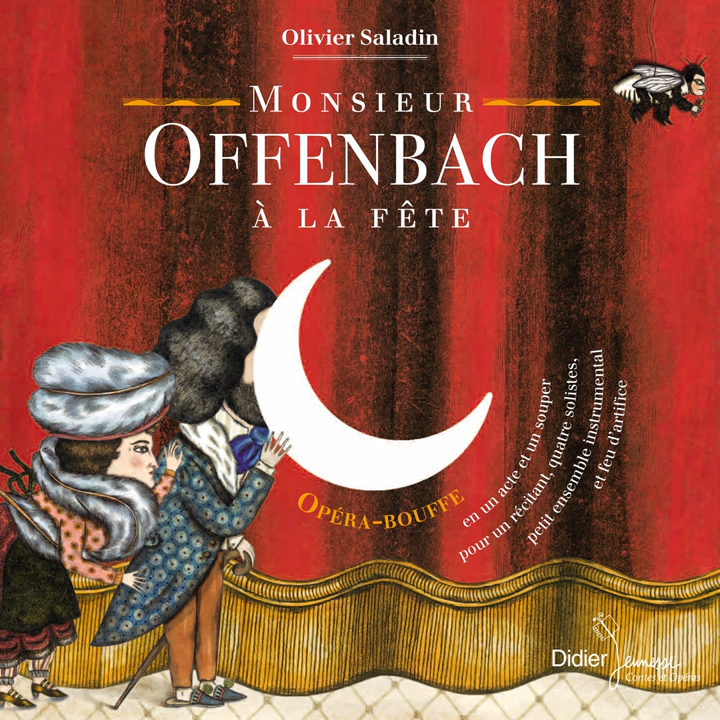 Olivier Saladin
MONSIEUR
OFFENBACH
À LA FÊTE
OPÉRA-BOUFFE
en un acte et un souper
pour un récitant, quatre solistes,
petit ensemble instrumental
et feu d'artifice
Didier Jeunesse
Contes et Opéras